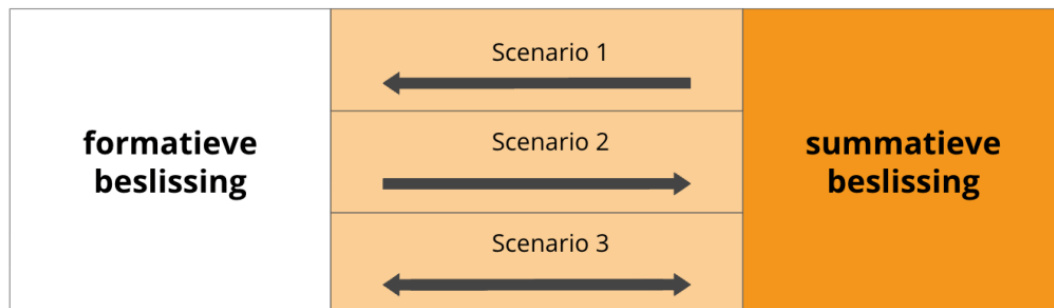 formatieve
beslissing
Scenario 1
Scenario 2
Scenario 3
summatieve
beslissing